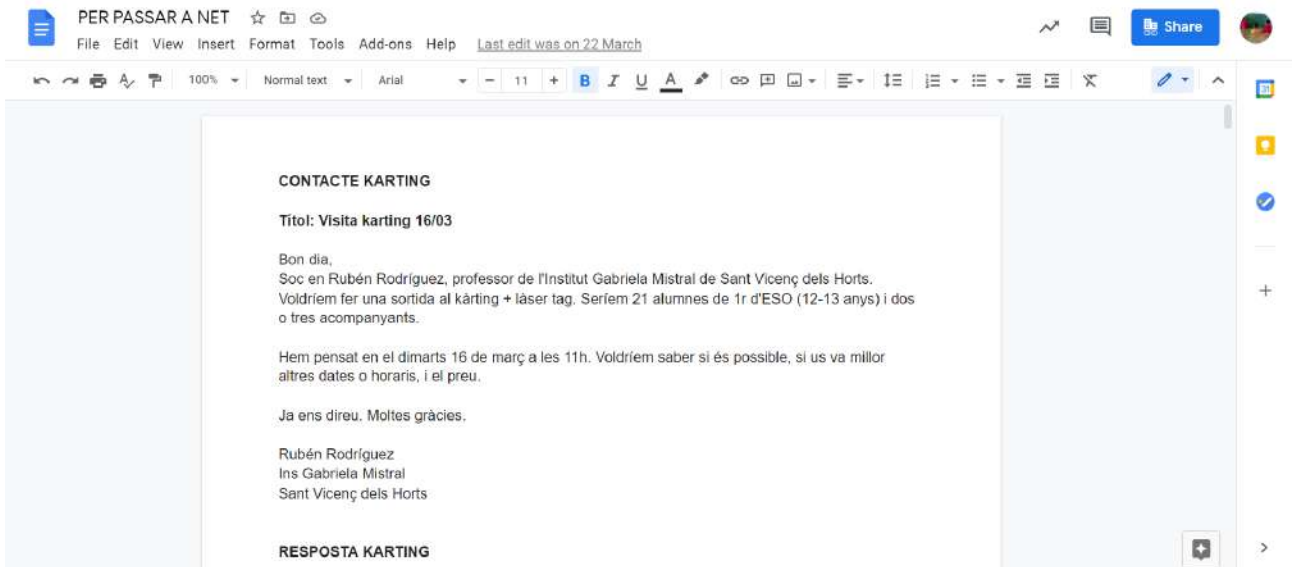 PER PASSAR A NET
File Edit View Insert Format Tools Add-ons Help Last edit was on 22 March
Share
100% Normal text Arial - 11 + B I U A
31
CONTACTE KARTING
Títol: Visita karting 16/03
Bon dia,
Soc en Rubén Rodríguez, professor de l'Institut Gabriela Mistral de Sant Vicenç dels Horts.
Voldríem fer una sortida al kàrting + làser tag. Seríem 21 alumnes de 1r d'ESO (12-13 anys) i dos
o tres acompanyants.
Hem pensat en el dimarts 16 de març a les 11h. Voldríem saber si és possible, si us va millor
altres dates o horaris, i el preu.
Ja ens direu. Moltes gràcies.
Rubén Rodríguez
Ins Gabriela Mistral
Sant Vicenç dels Horts
RESPOSTA KARTING